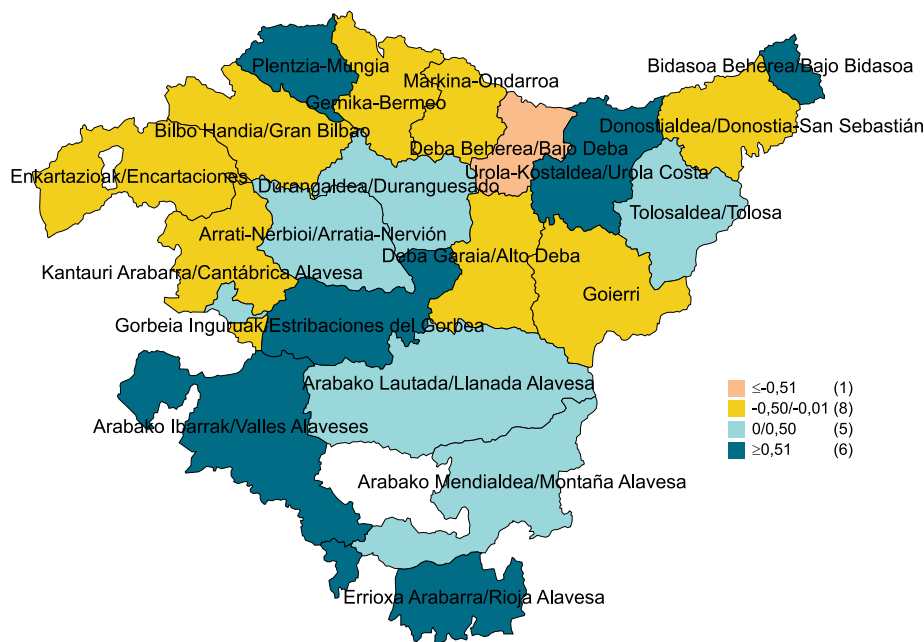 Plentzia-Mungia
Bidasoa Beherea/Bajo Bidasoa
Markina-Ondarroa
Gernika-Bermeo
Bilbo Handia/Gran Bilbao
Donostialdea/Donostia-San Sebastián
Deba Beherea/Bajo Deba
Enkartazioak/Encartaciones
Urola-Kostaldea/Urola Costa
Durangaldea/Duranguesado
Tolosaldea/Tolosa
Arrati-Nerbioi/Arratia-Nervión
Deba Garaia/Alto Deba
Kantauri Arabarra/Cantábrica Alavesa
Goierri
Gorbeia Inguruak/Estribaciones del Gorbea
Arabako Lautada/Llanada Alavesa
≤-0,51 (1)
-0,50/-0,01 (8)
0/0,50 (5)
≥0,51 (6)
Arabako Ibarrak/Valles Alaveses
Arabako Mendialdea/Montaña Alavesa
Errioxa Arabarra/Rioja Alavesa